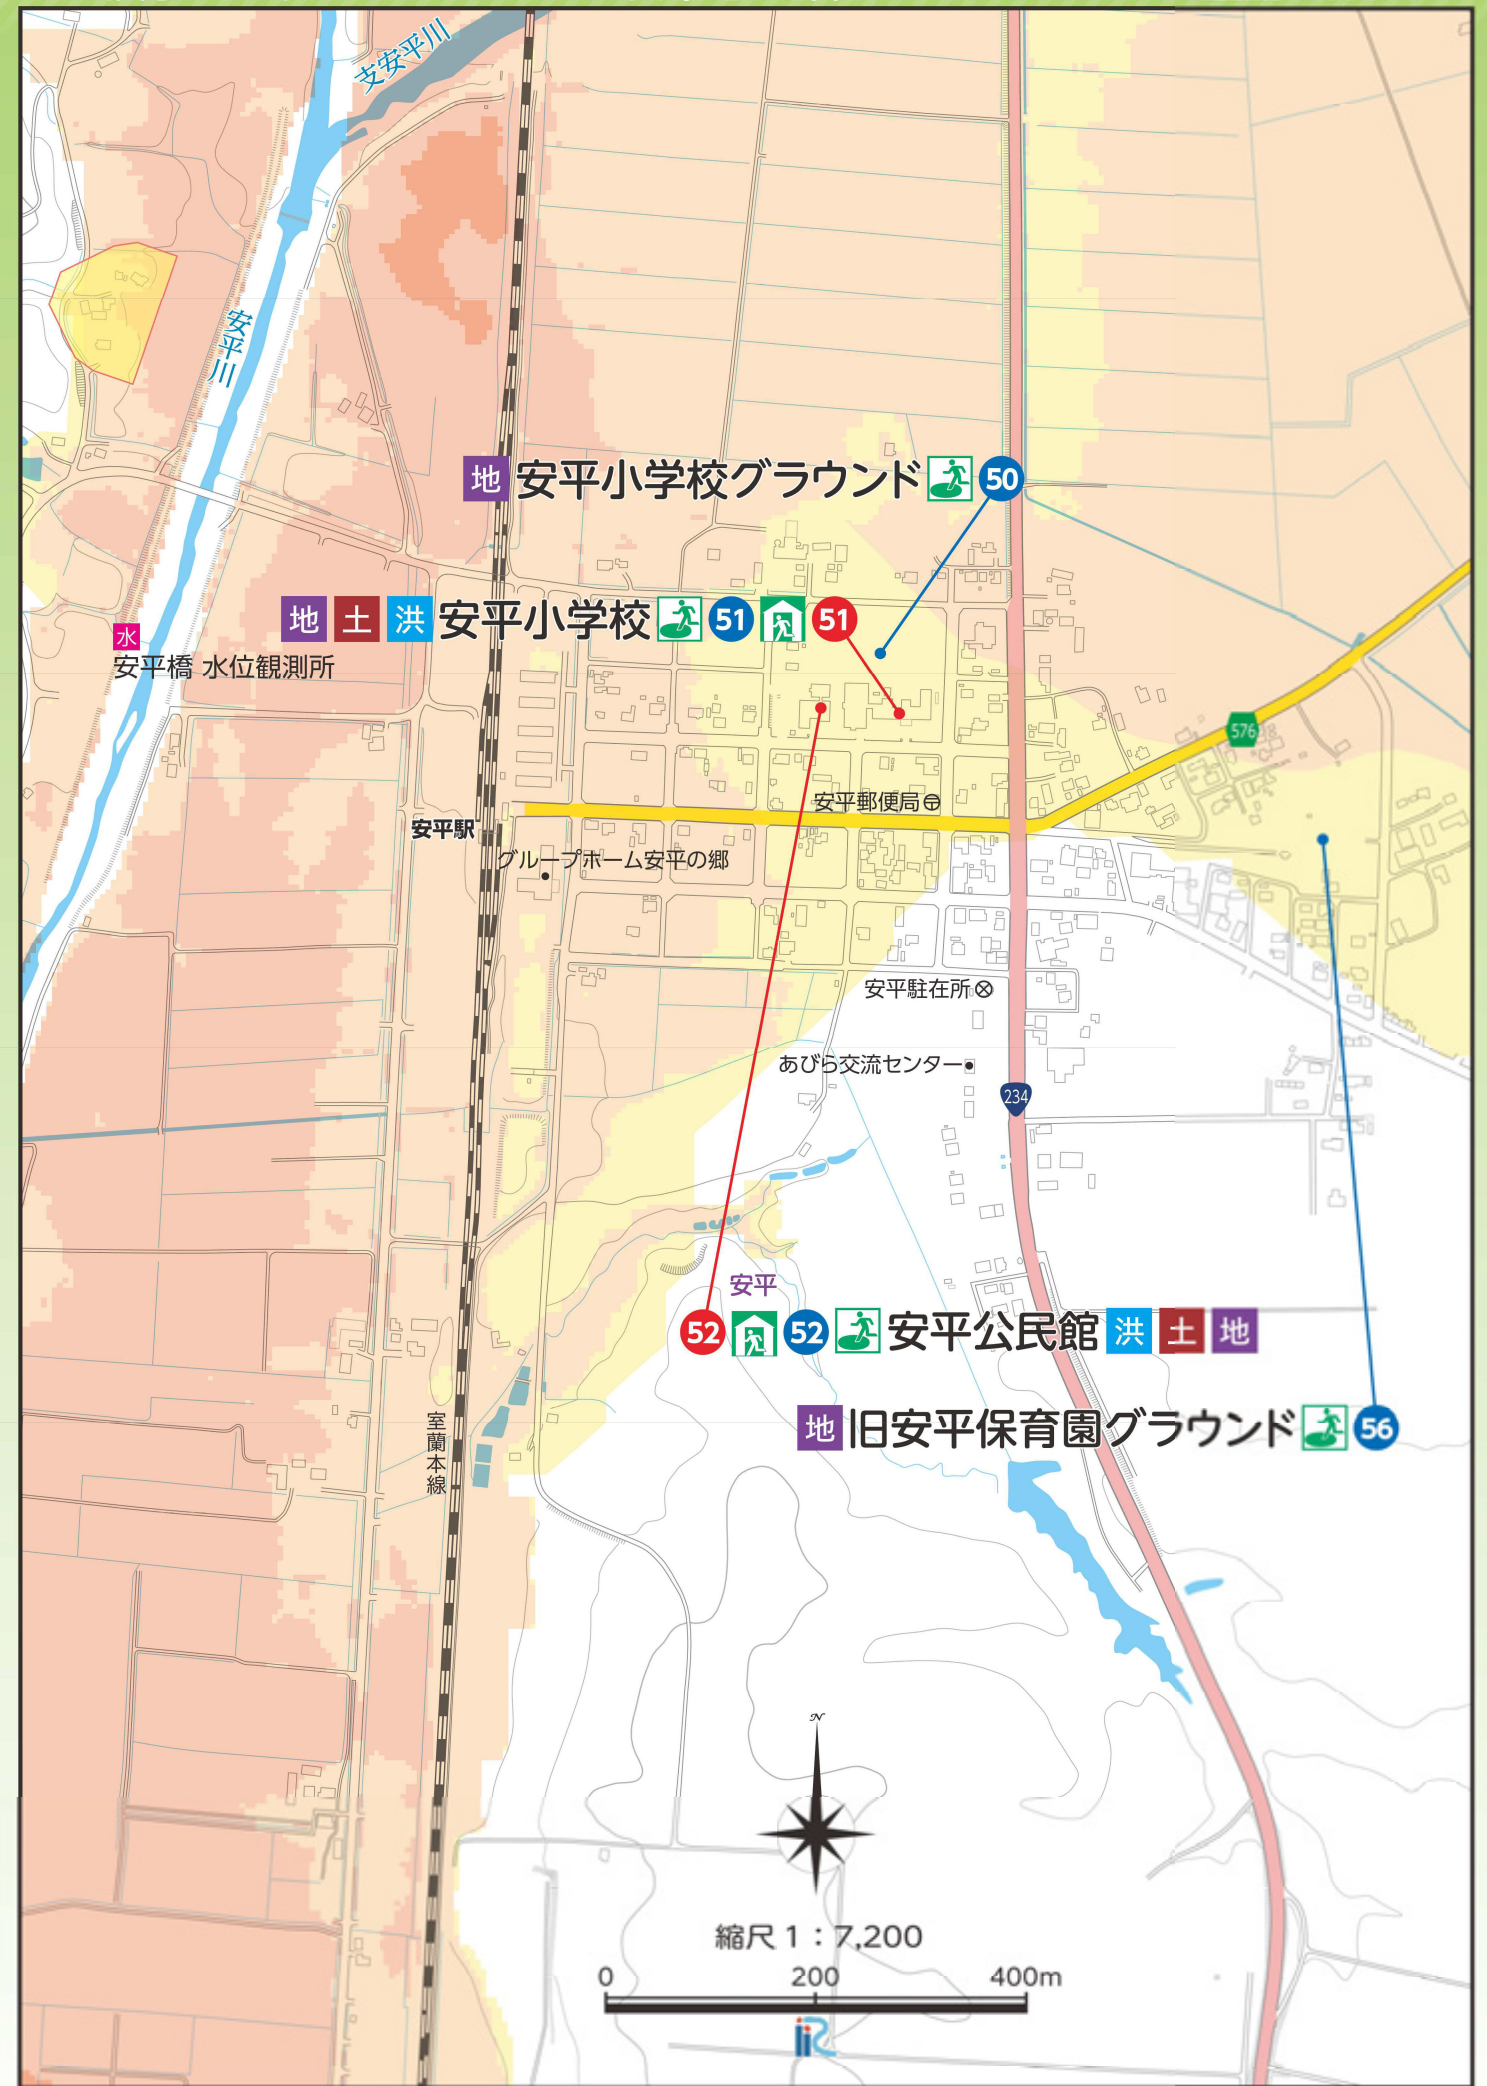 支安平川
安平川
地 安平小学校グラウンド 50
地 土 洪 安平小学校 51 51
水
安平橋 水位観測所
576
安平郵便局
安平駅
グループホーム安平の郷
安平駐在所
あびら交流センター
234
安平
52 52 安平公民館 洪 土 地
地 旧安平保育園グラウンド 56
室蘭本線
N
縮尺 1：7,200
0 200 400m